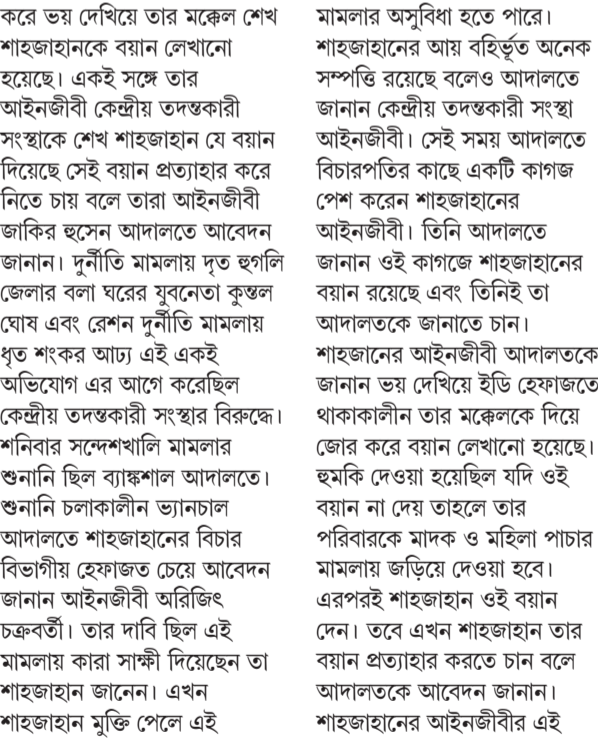 করে ভয় দেখিয়ে তার মক্কেল শেখ
শাহজাহানকে বয়ান লেখানো
হয়েছে। একই সঙ্গে তার
আইনজীবী কেন্দ্রীয় তদন্তকারী
সংস্থাকে শেখ শাহজাহান যে বয়ান
দিয়েছে সেই বয়ান প্রত্যাহার করে
নিতে চায় বলে তারা আইনজীবী
জাকির হুসেন আদালতে আবেদন
জানান। দুর্নীতি মামলায় দৃত হুগলি
জেলার বলা ঘরের যুবনেতা কুন্তল
ঘোষ এবং রেশন দুর্নীতি মামলায়
ধৃত শংকর আঢ্য এই একই
অভিযোগ এর আগে করেছিল
কেন্দ্রীয় তদন্তকারী সংস্থার বিরুদ্ধে।
শনিবার সন্দেশখালি মামলার
শুনানি ছিল ব্যাঙ্কশাল আদালতে।
শুনানি চলাকালীন ভ্যানচাল
আদালতে শাহজাহানের বিচার
বিভাগীয় হেফাজত চেয়ে আবেদন
জানান আইনজীবী অরিজিৎ
চক্রবর্তী। তার দাবি ছিল এই
মামলায় কারা সাক্ষী দিয়েছেন তা
শাহজাহান জানেন। এখন
শাহজাহান মুক্তি পেলে এই
মামলার অসুবিধা হতে পারে।
শাহজাহানের আয় বহির্ভূত অনেক
সম্পত্তি রয়েছে বলেও আদালতে
জানান কেন্দ্রীয় তদন্তকারী সংস্থা
আইনজীবী। সেই সময় আদালতে
বিচারপতির কাছে একটি কাগজ
পেশ করেন শাহজাহানের
আইনজীবী। তিনি আদালতে
জানান ওই কাগজে শাহজাহানের
বয়ান রয়েছে এবং তিনিই তা
আদালতকে জানাতে চান।
শাহজানের আইনজীবী আদালতকে
জানান ভয় দেখিয়ে ইডি হেফাজতে
থাকাকালীন তার মক্কেলকে দিয়ে
জোর করে বয়ান লেখানো হয়েছে।
হুমকি দেওয়া হয়েছিল যদি ওই
বয়ান না দেয় তাহলে তার
পরিবারকে মাদক ও মহিলা পাচার
মামলায় জড়িয়ে দেওয়া হবে।
এরপরই শাহজাহান ওই বয়ান
দেন। তবে এখন শাহজাহান তার
বয়ান প্রত্যাহার করতে চান বলে
আদালতকে আবেদন জানান।
শাহজাহানের আইনজীবীর এই